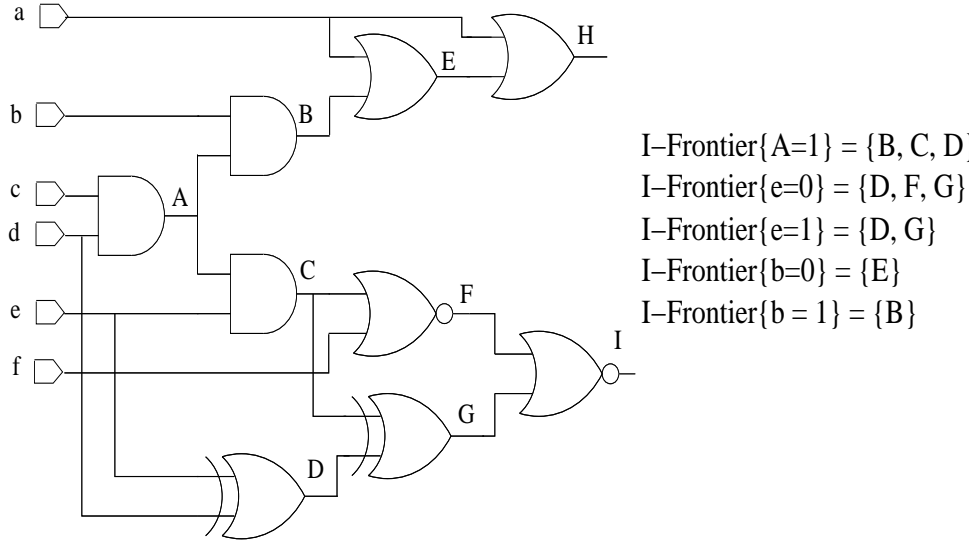 a
H
E
b
B
c
A
d
C
e
F
I
f
G
D
I–Frontier{A=1} = {B, C, D}
I–Frontier{e=0} = {D, F, G}
I–Frontier{e=1} = {D, G}
I–Frontier{b=0} = {E}
I–Frontier{b = 1} = {B}